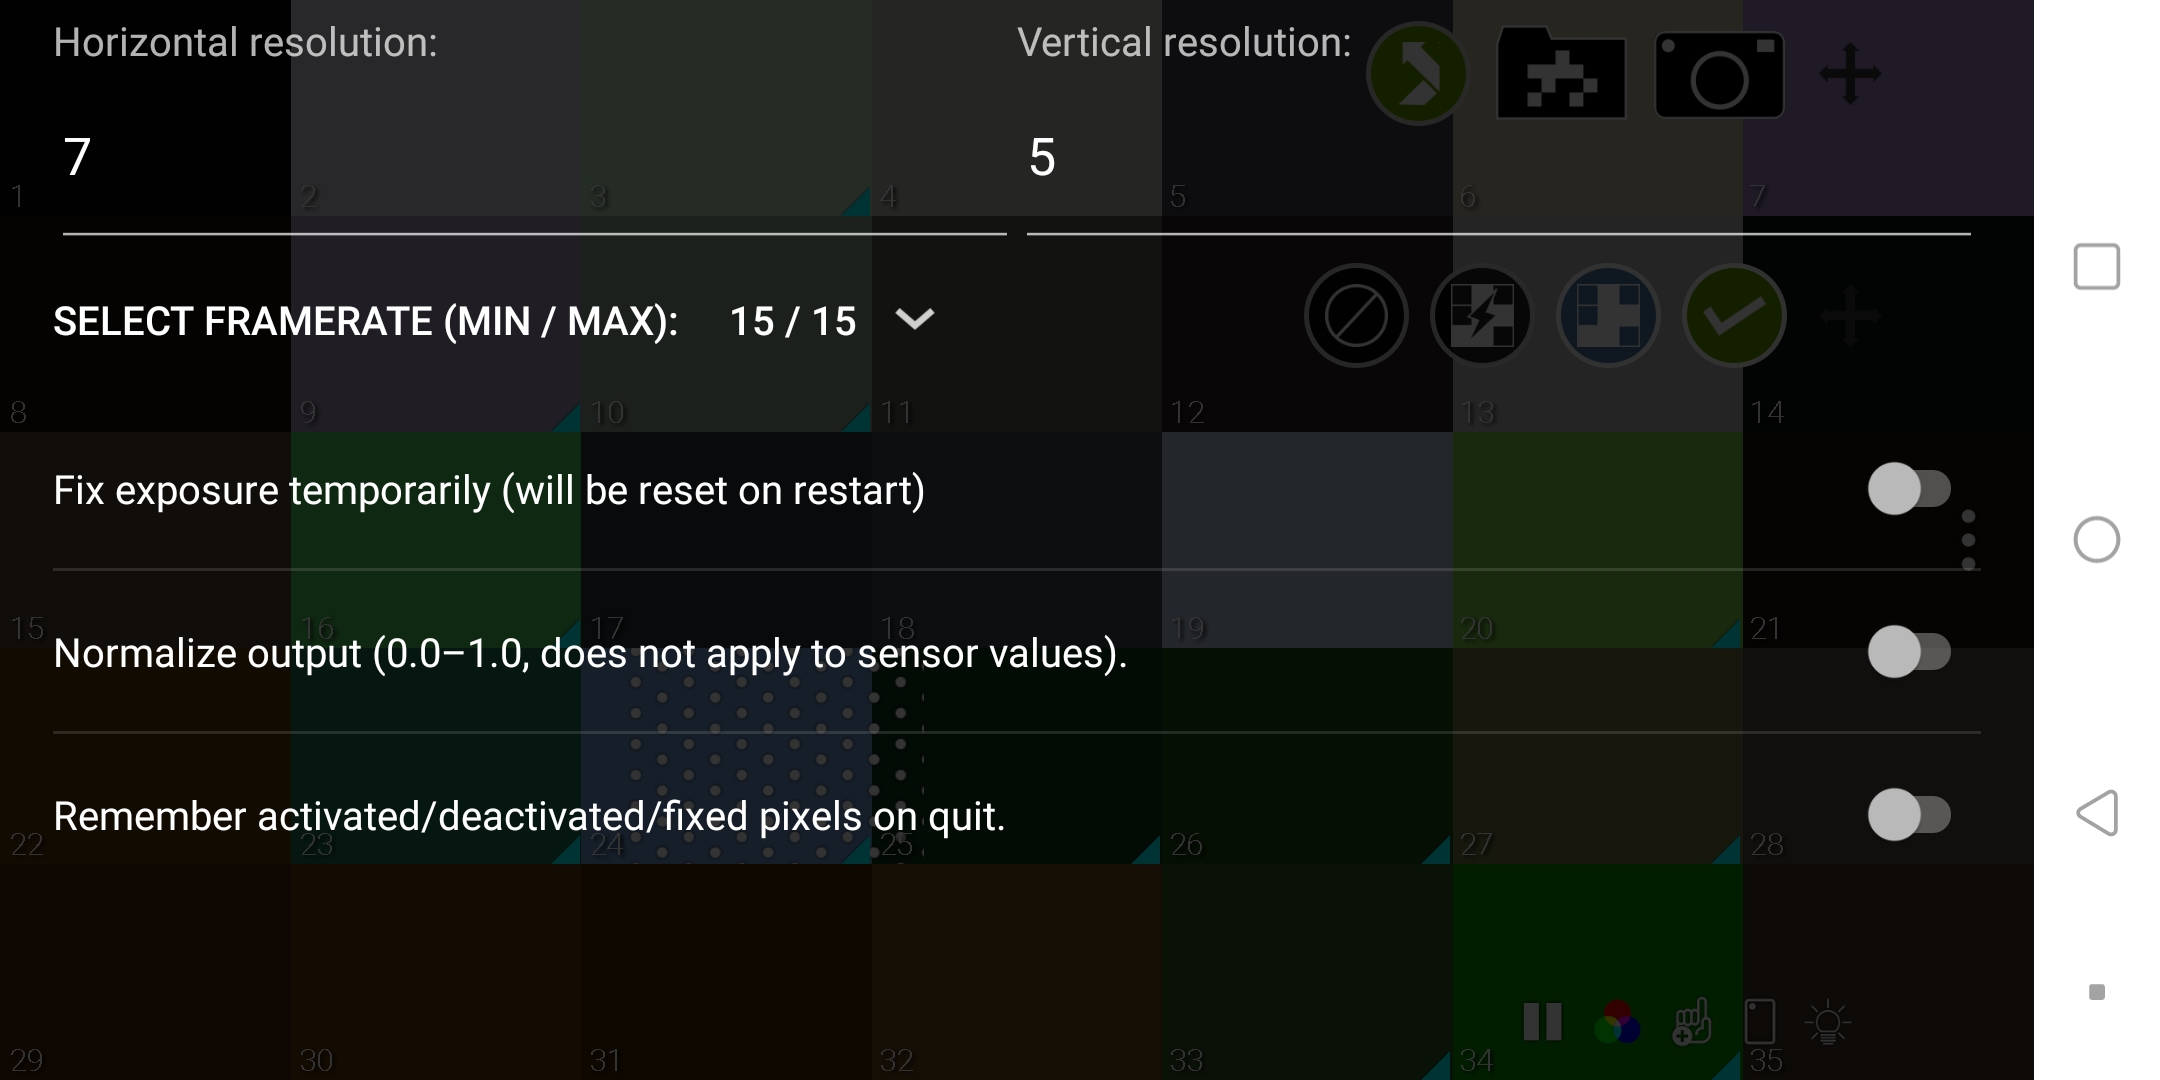 Horizontal resolution: Vertical resolution:
7 5
1 2 3 4 5 6 7
SELECT FRAMERATE (MIN / MAX): 15 / 15
8 9 10 11 12 13 14
Fix exposure temporarily (will be reset on restart)
15 16 17 18 19 20 21
Normalize output (0.0–1.0, does not apply to sensor values).
Remember activated/deactivated/fixed pixels on quit.
22 23 24 25 26 27 28
29 30 31 32 33 34 35